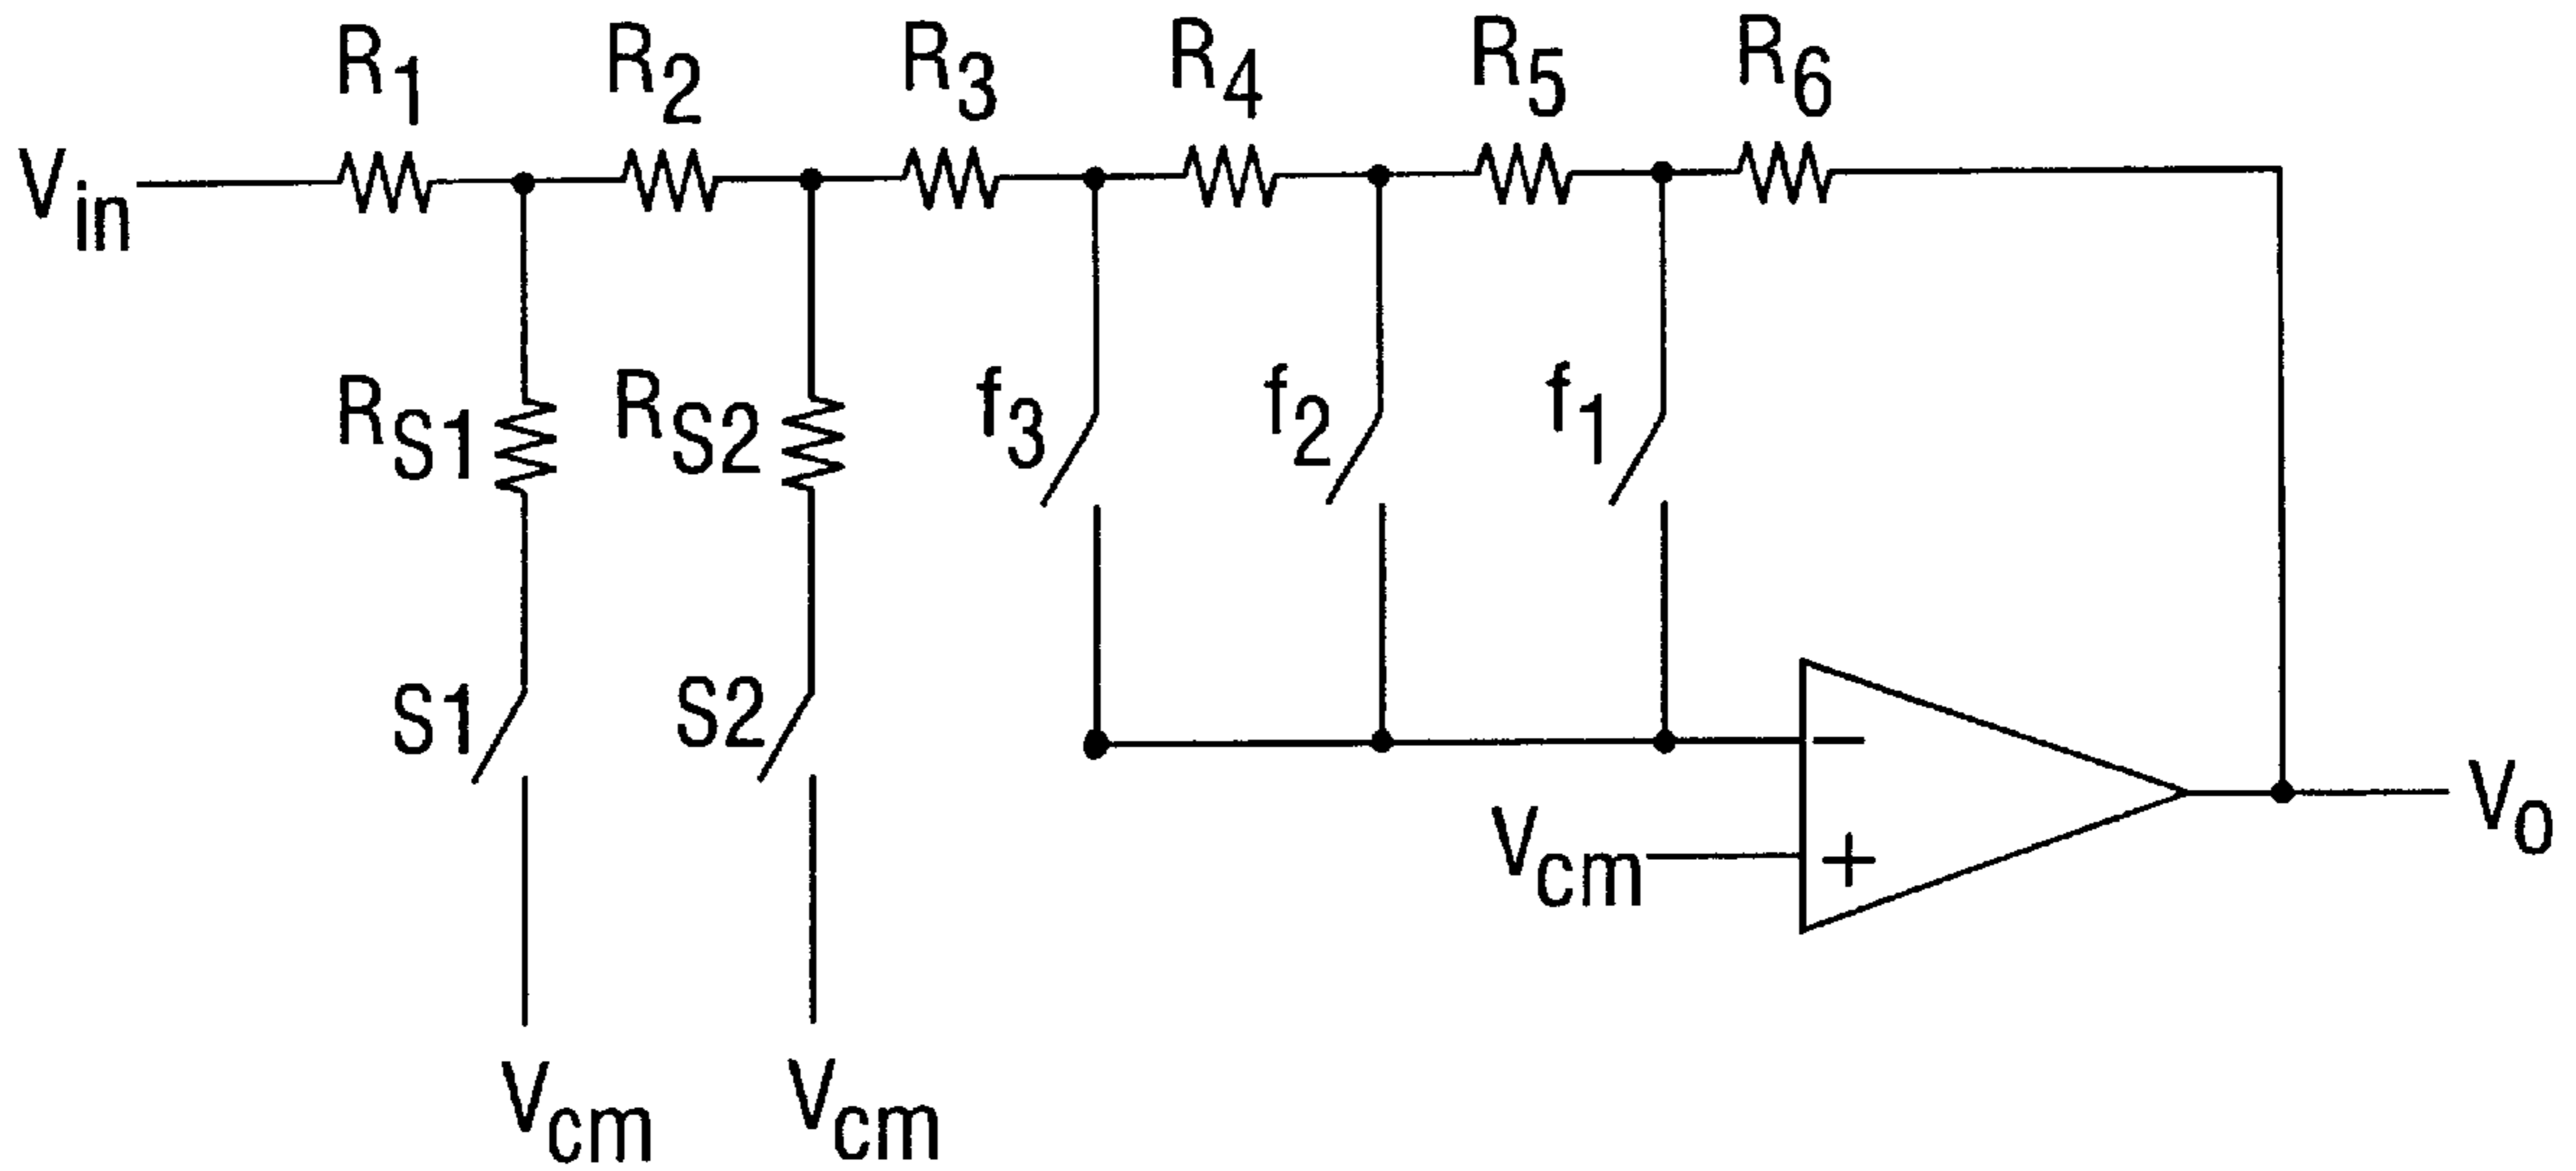 R1 R2 R3 R4 R5 R6
Vin
RS1 RS2 f3 f2 f1
S1 S2
− 
Vo
Vcm +
Vcm Vcm